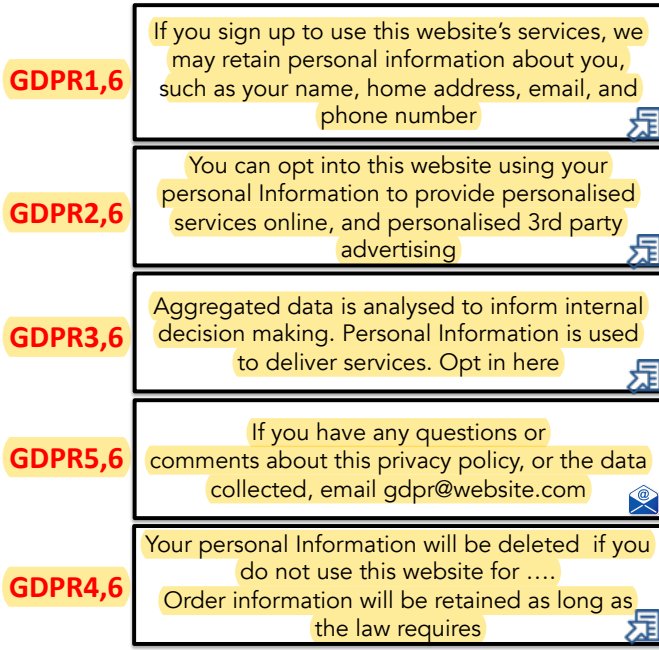 GDPR1,6
If you sign up to use this website’s services, we
may retain personal information about you,
such as your name, home address, email, and
phone number
GDPR2,6
You can opt into this website using your
personal Information to provide personalised
services online, and personalised 3rd party
advertising
GDPR3,6
Aggregated data is analysed to inform internal
decision making. Personal Information is used
to deliver services. Opt in here
GDPR5,6
If you have any questions or
comments about this privacy policy, or the data
collected, email gdpr@website.com
@
GDPR4,6
Your personal Information will be deleted  if you
do not use this website for ….
Order information will be retained as long as
the law requires